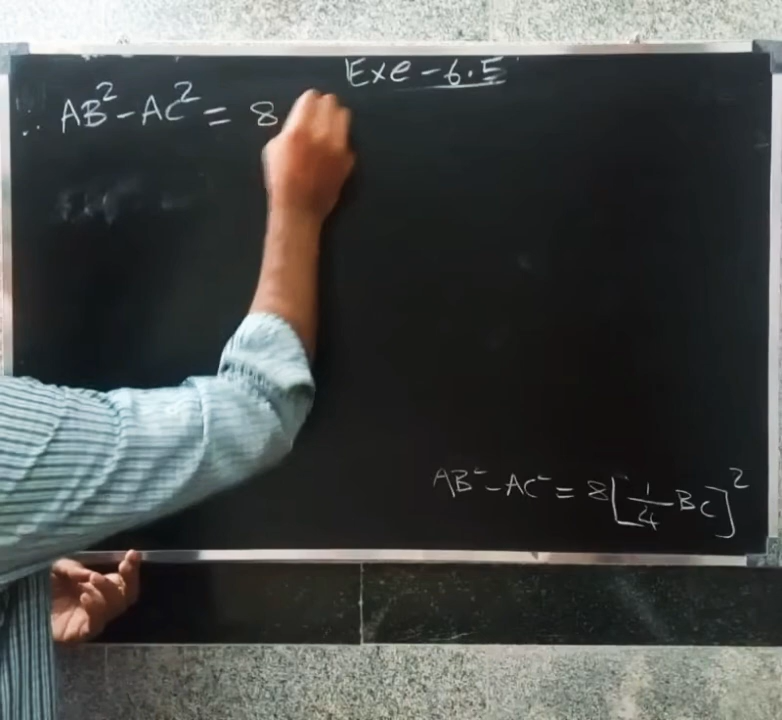 Exe - 6.5
∴ AB² - AC² = 8
AB² - AC² = 8[1/4 BC]²